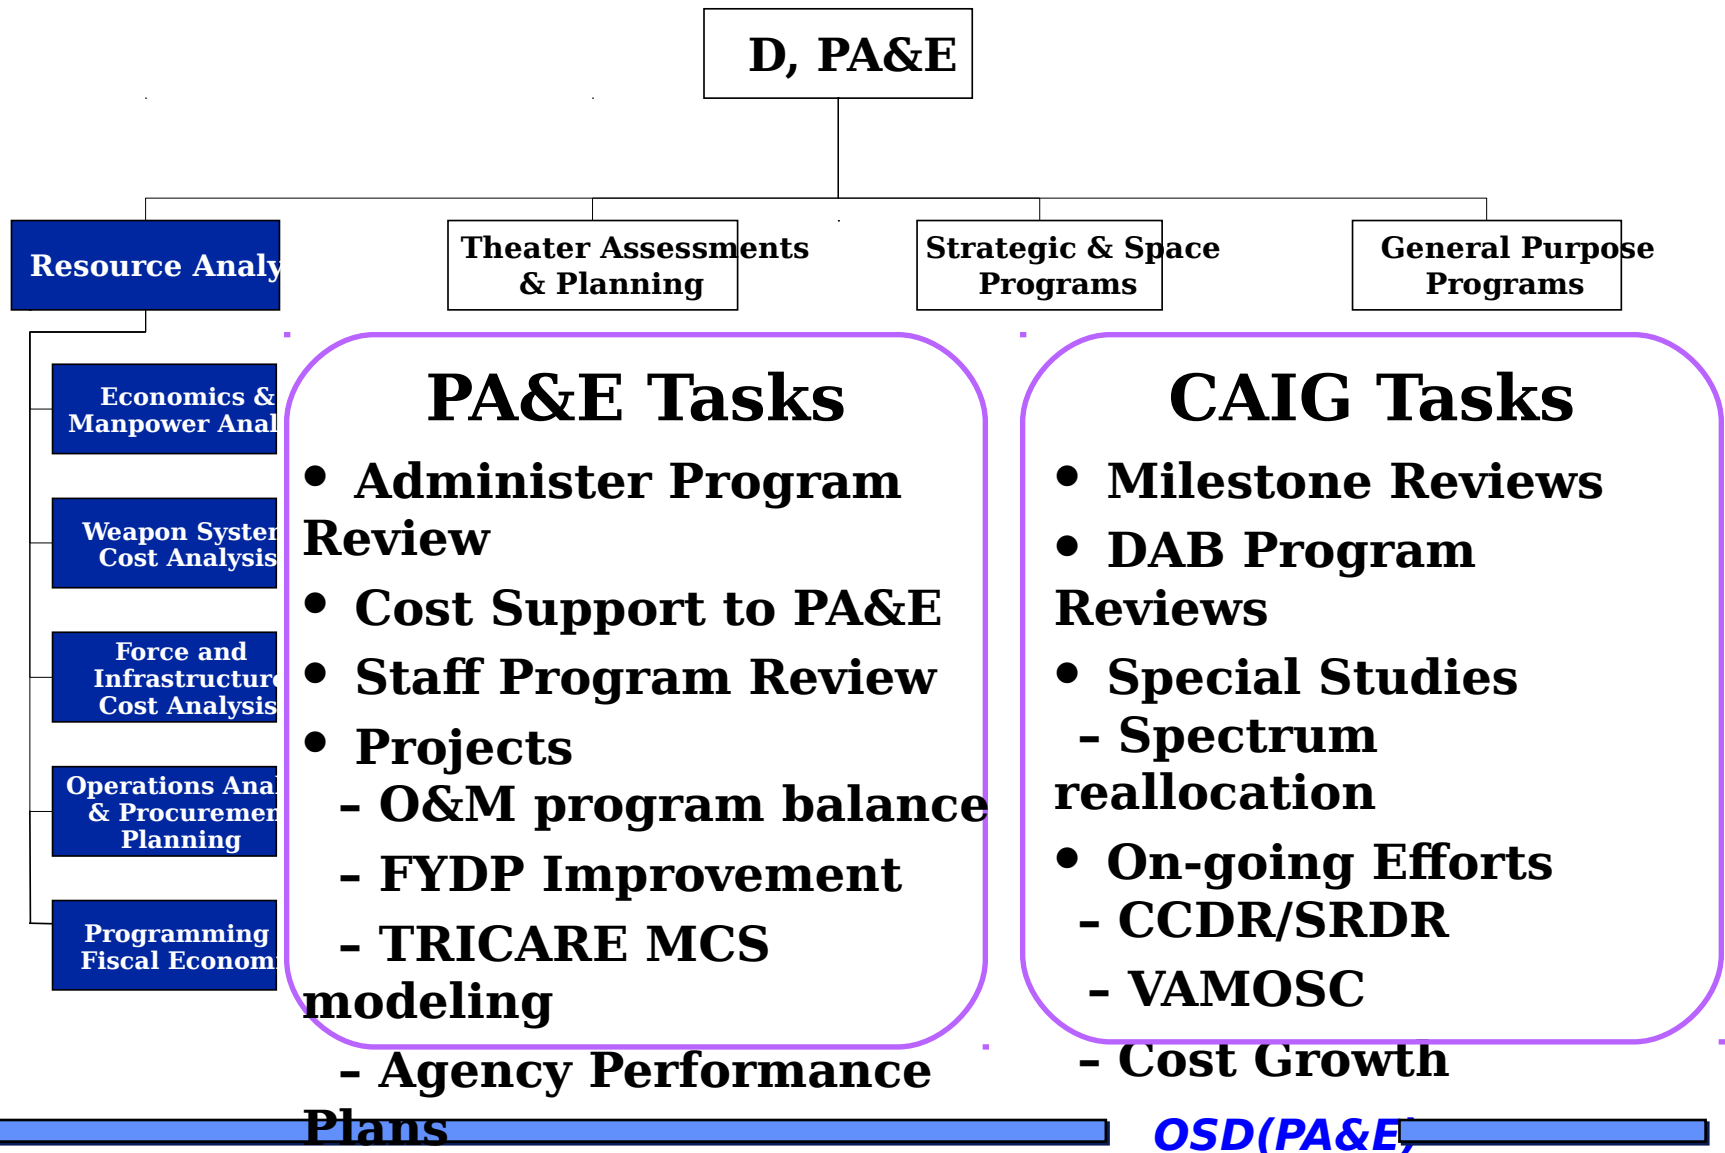 D, PA&E
Resource Analy
Theater Assessments
& Planning
Strategic & Space
Programs
General Purpose
Programs
Economics &
Manpower Anal
Weapon System
Cost Analysis
Force and
Infrastructure
Cost Analysis
Operations Anal
& Procuremen
Planning
Programming
Fiscal Econom
PA&E Tasks
• Administer Program
Review
• Cost Support to PA&E
• Staff Program Review
• Projects
– O&M program balance
– FYDP Improvement
– TRICARE MCS
modeling
– Agency Performance
Plans
CAIG Tasks
• Milestone Reviews
• DAB Program
Reviews
• Special Studies
– Spectrum
reallocation
• On-going Efforts
– CCDR/SRDR
– VAMOSC
– Cost Growth
OSD(PA&E)